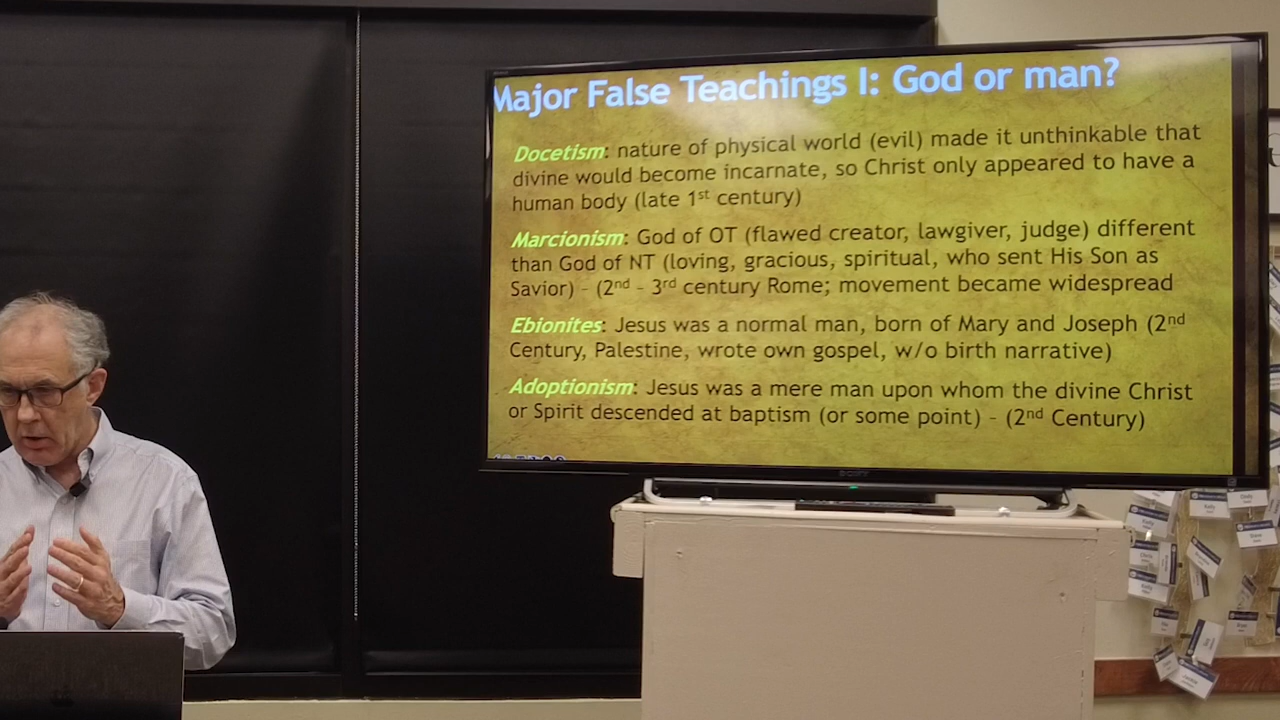 Major False Teachings I: God or man?
Docetism: nature of physical world (evil) made it unthinkable that
divine would become incarnate, so Christ only appeared to have a
human body (late 1st century)
Marcionism: God of OT (flawed creator, lawgiver, judge) different
than God of NT (loving, gracious, spiritual, who sent His Son as
Savior) – (2nd – 3rd century Rome; movement became widespread
Ebionites: Jesus was a normal man, born of Mary and Joseph (2nd
Century, Palestine, wrote own gospel, w/o birth narrative)
Adoptionism: Jesus was a mere man upon whom the divine Christ
or Spirit descended at baptism (or some point) – (2nd Century)
SONY